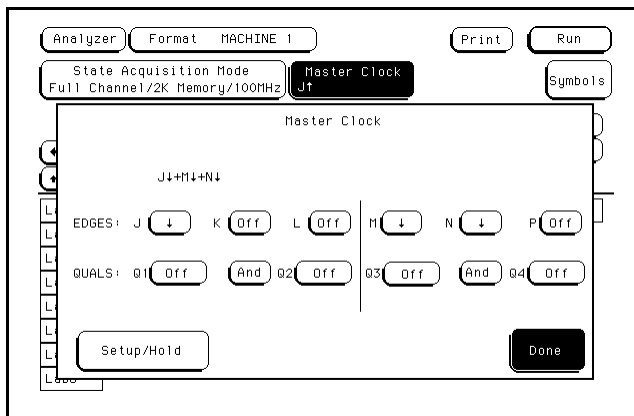 Analyzer Format MACHINE 1 Print Run
State Acquisition Mode Master Clock Symbols
Full Channel/2K Memory/100MHz J↑
Master Clock
J↓+M↓+N↓
EDGES: J ↓ K Off L Off M ↓ N ↓ P Off
QUALS: Q1 Off And Q2 Off Q3 Off And Q4 Off
Setup/Hold Done